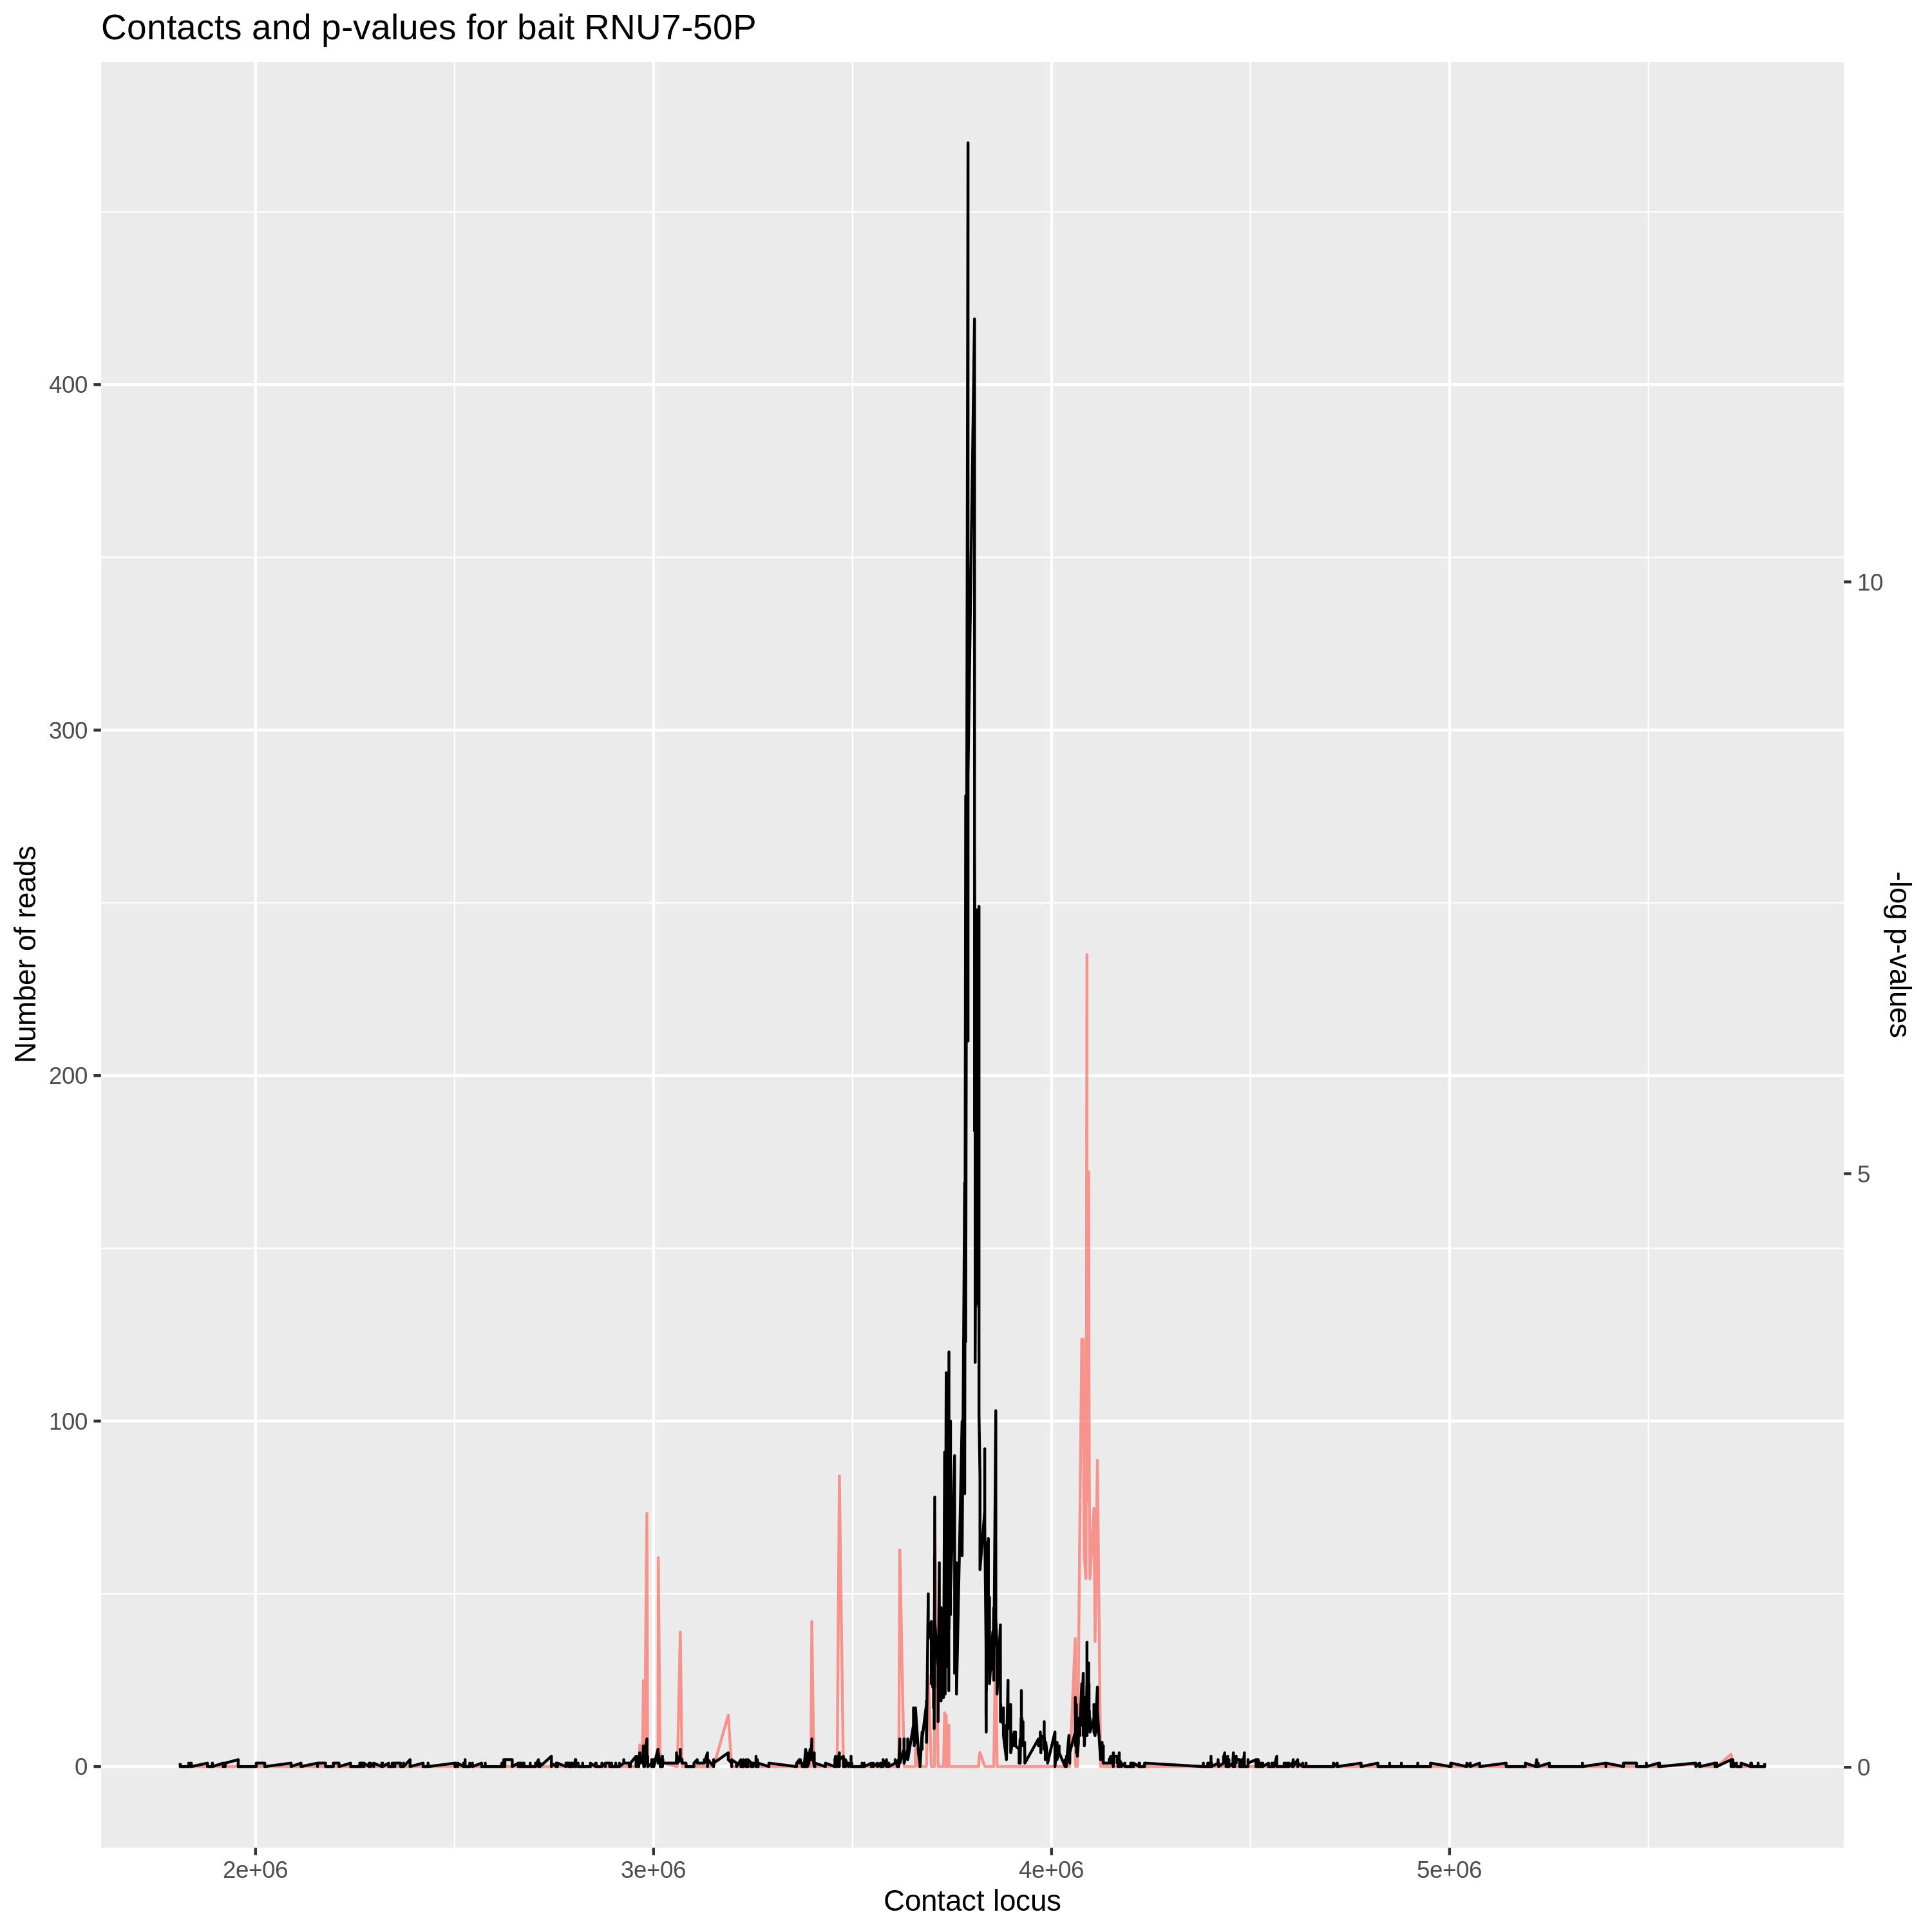 Contacts and p-values for bait RNU7-50P
400
300
200
100
0
Number of reads
10
5
0
-log p-values
2e+06 3e+06 4e+06 5e+06
Contact locus